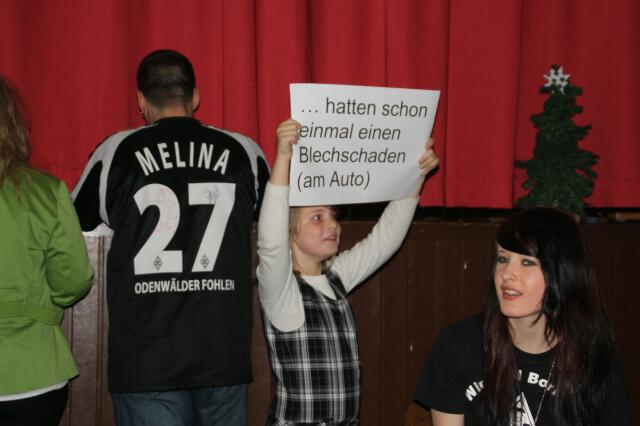 … hatten schon
einmal einen
Blechschaden
(am Auto)
MELINA
27
ODENWÄLDER FOHLEN